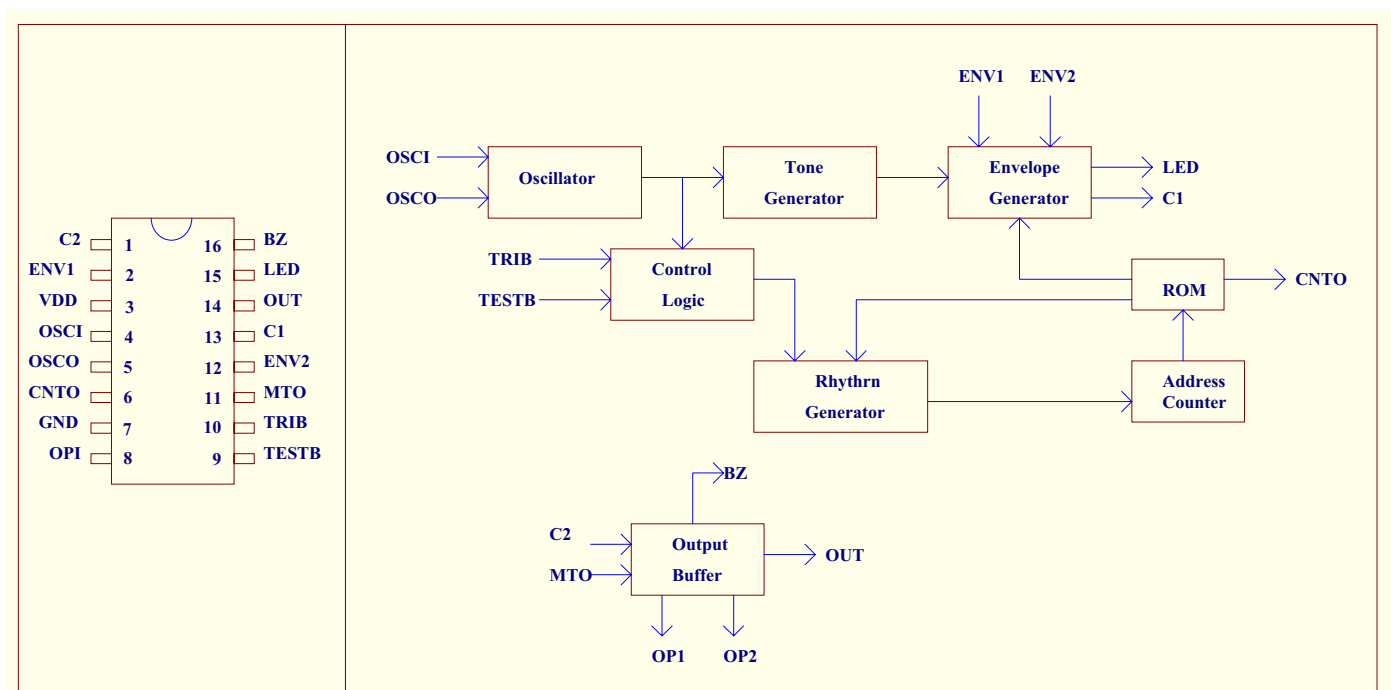 C2 1 16 BZ
ENV1 2 15 LED
VDD 3 14 OUT
OSCI 4 13 C1
OSCO 5 12 ENV2
CNTO 6 11 MTO
GND 7 10 TRIB
OPI 8 9 TESTB
ENV1 ENV2
OSCI
OSCO
Oscillator
Tone
Generator
Envelope
Generator
LED
C1
TRIB
TESTB
Control
Logic
ROM
CNTO
Rhythrn
Generator
Address
Counter
BZ
C2
MTO
Output
Buffer
OUT
OP1 OP2